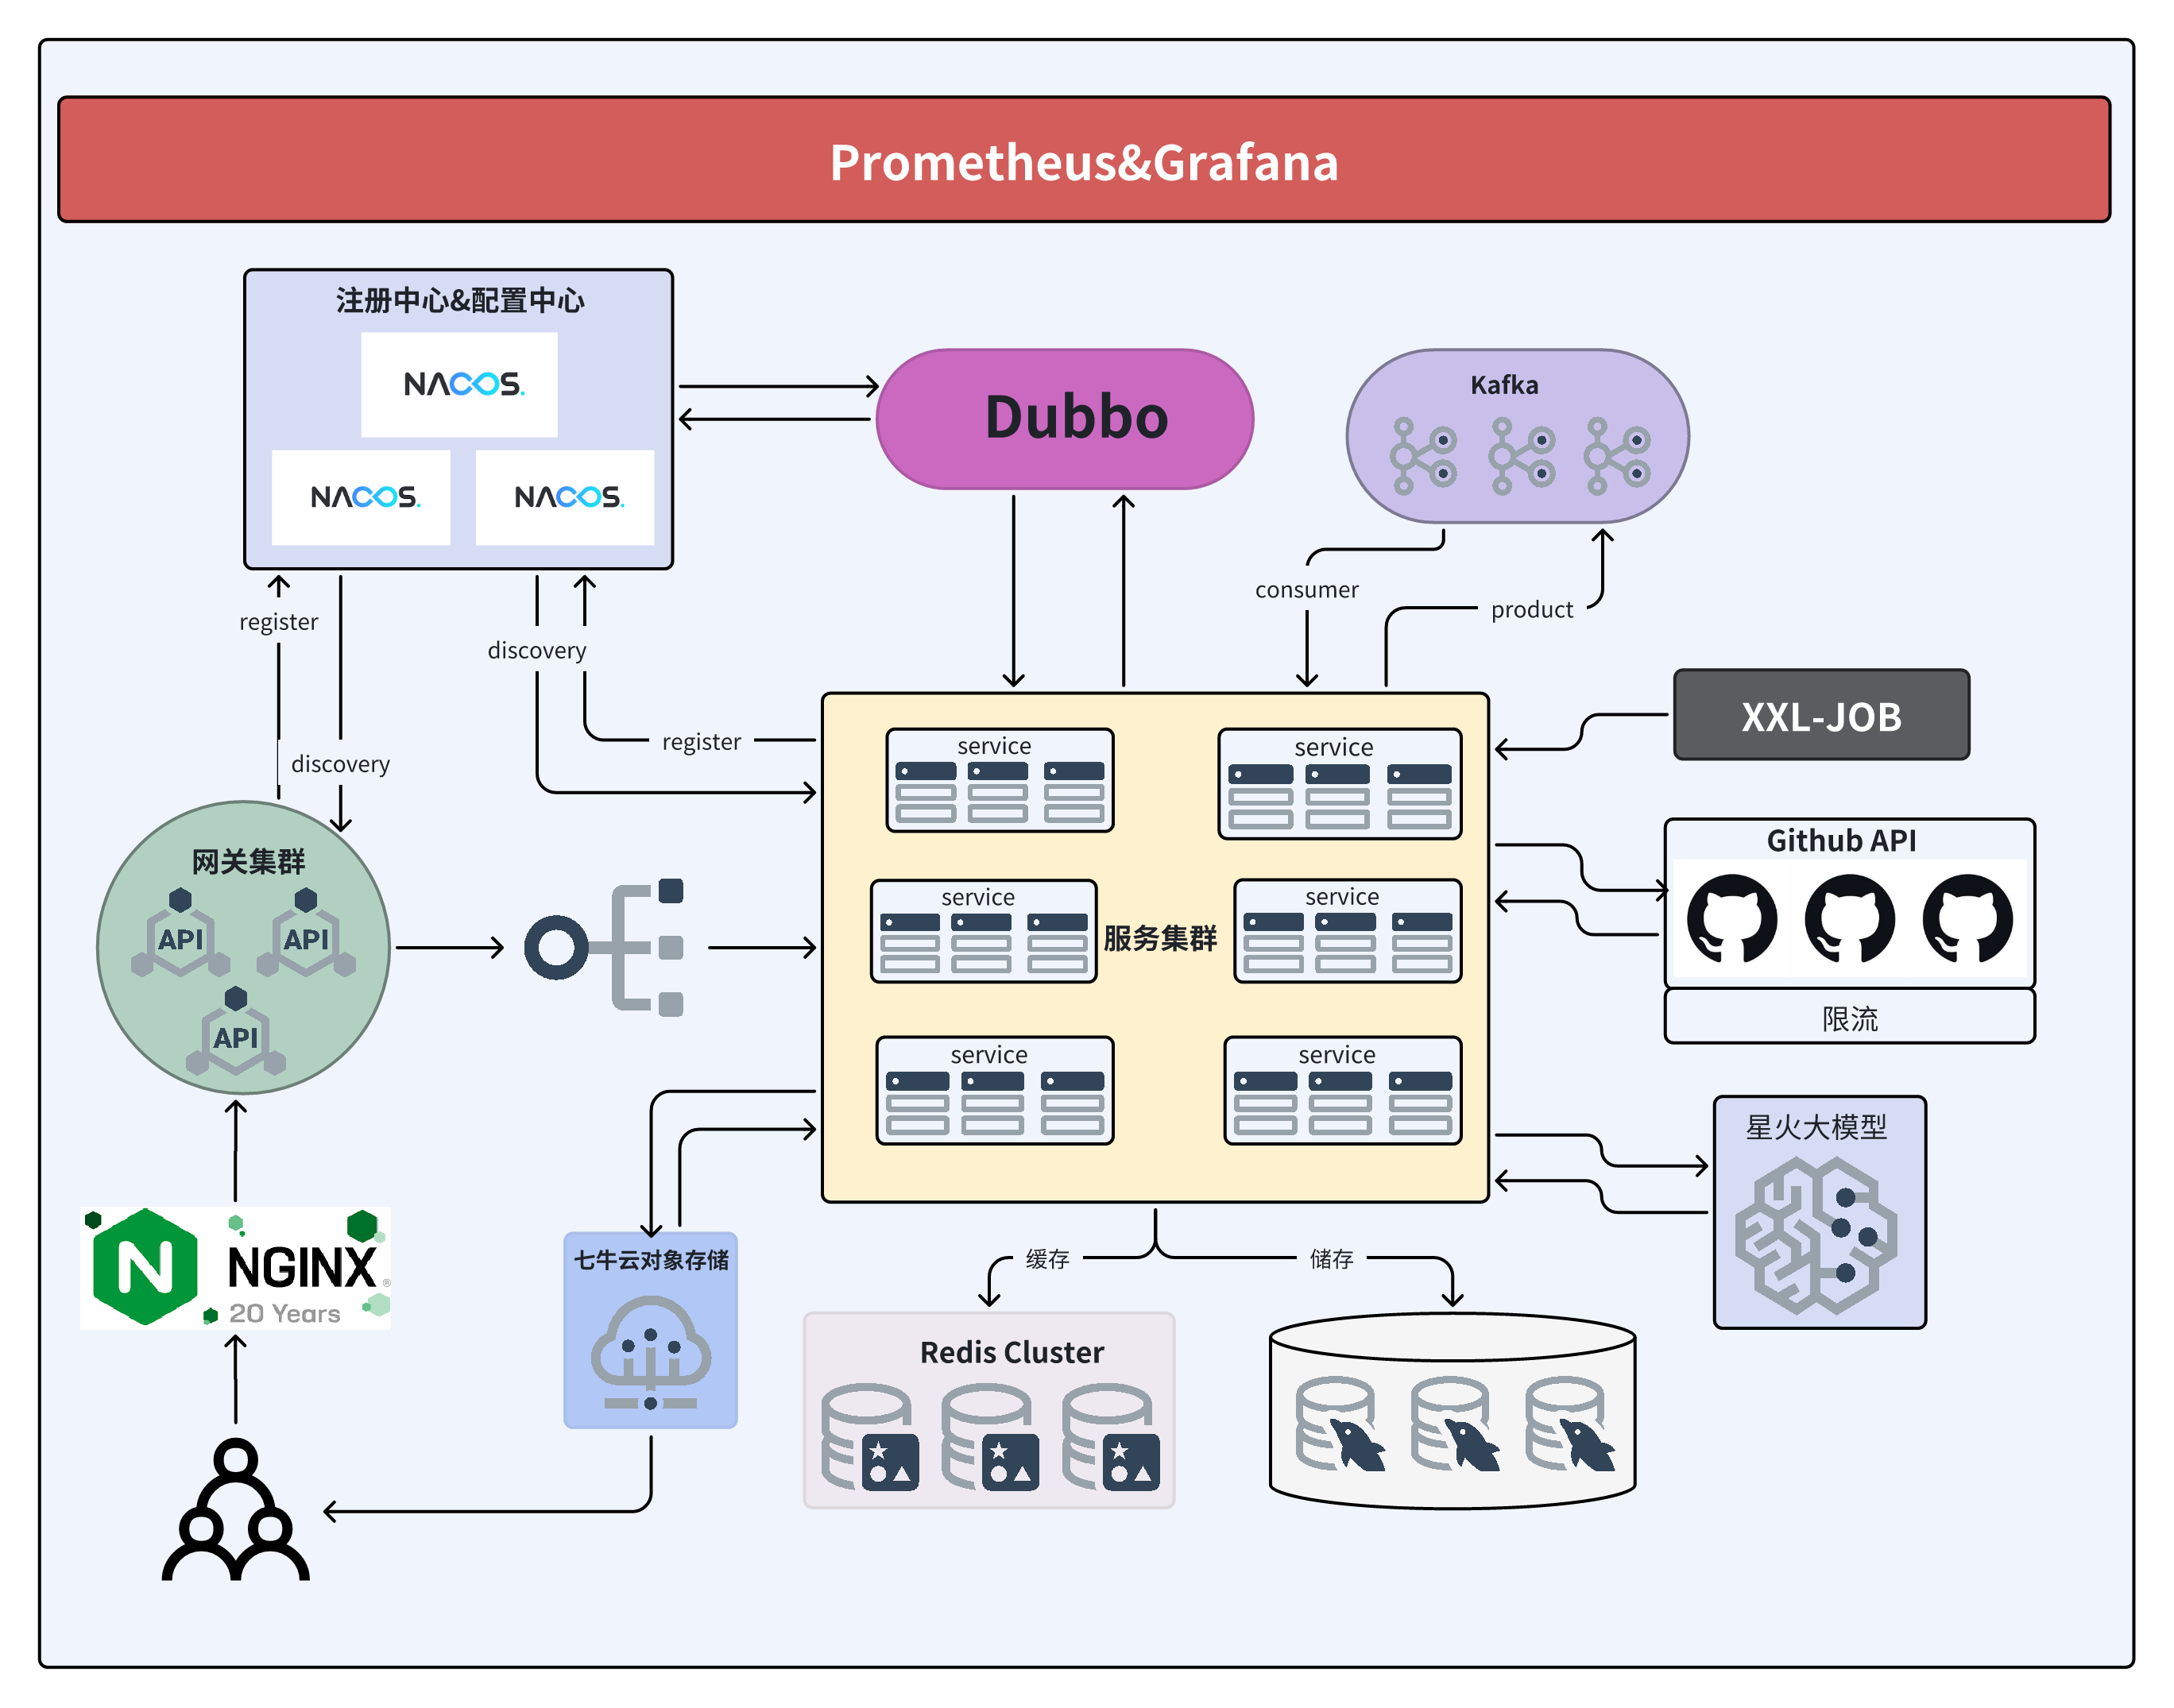 Prometheus&Grafana
注册中心&配置中心
NACOS.
NACOS.
NACOS.
Dubbo
Kafka
consumer
product
register
discovery
discovery
register
XXL-JOB
service
service
service
service
service
service
服务集群
Github API
限流
网关集群
API
API
API
星火大模型
N NGINX®
20 Years
七牛云对象存储
缓存
储存
Redis Cluster